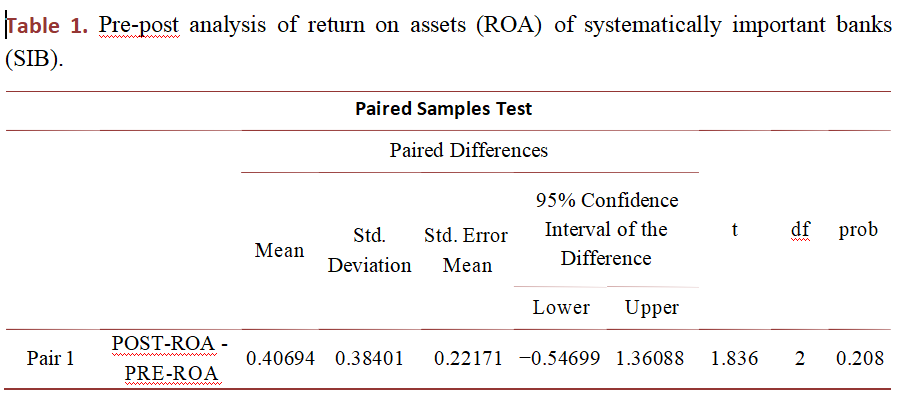 Table 1. Pre-post analysis of return on assets (ROA) of systematically important banks
(SIB).
Paired Samples Test
Paired Differences
Mean
Std.
Deviation
Std. Error
Mean
95% Confidence
Interval of the
Difference
Lower Upper
t df prob
Pair 1
POST-ROA -
PRE-ROA
0.40694 0.38401 0.22171 −0.54699 1.36088 1.836 2 0.208